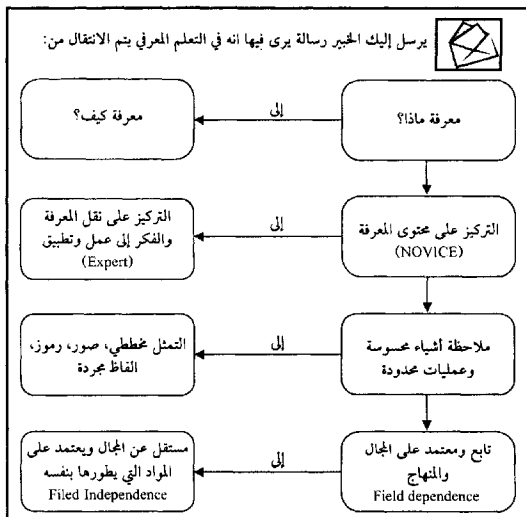 يرسل إليك الخبير رسالة يرى فيها انه في التعلم المعرفي يتم الانتقال من:
معرفة ماذا؟
إلى
معرفة كيف؟
التركيز على محتوى المعرفة
(NOVICE)
إلى
التركيز على نقل المعرفة
والفكر إلى عمل وتطبيق
(Expert)
ملاحظة أشياء محسوسة
وعمليات محدودة
إلى
التمثل مخططي، صور، رموز،
الفاظ مجردة
تابع ومعتمد على المجال
والمنهاج
Field dependence
إلى
مستقل عن المجال ويعتمد على
المواد التي يطورها بنفسه
Filed Independence